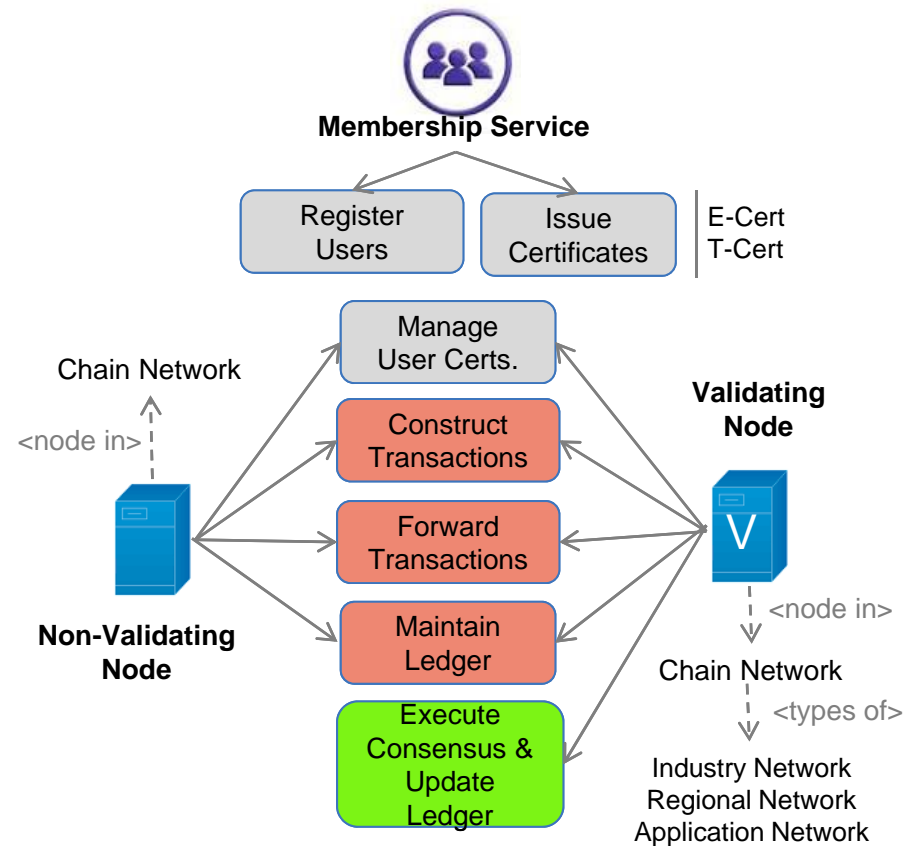 Membership Service
Register
Users
Issue
Certificates
E-Cert
T-Cert
Manage
User Certs.
Chain Network
<node in>
Validating
Node
Construct
Transactions
Forward
Transactions
V
Non-Validating
Node
Maintain
Ledger
<node in>
Chain Network
<types of>
Execute
Consensus &
Update
Ledger
Industry Network
Regional Network
Application Network